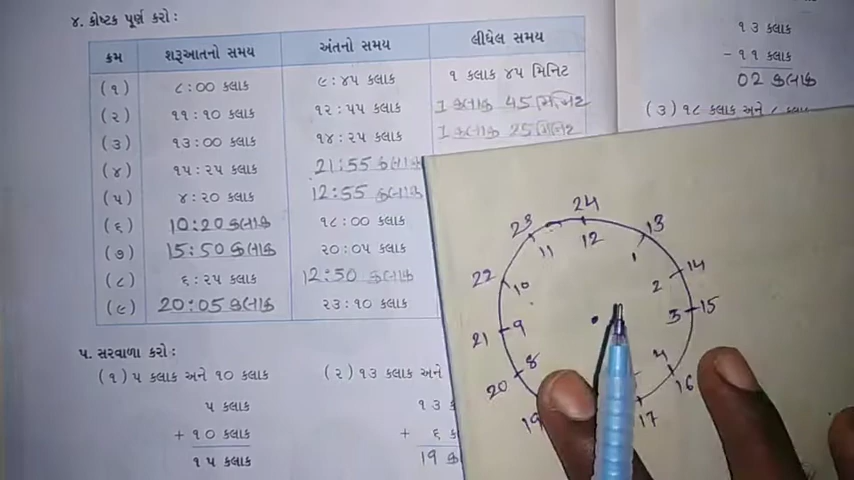 ૪. કોષ્ટક પૂર્ણ કરો :
ક્રમ શરૂઆતનો સમય અંતનો સમય લીધેલ સમય
(૧) ૮:૦૦ કલાક ૯:૪૫ કલાક ૧ કલાક ૪૫ મિનિટ
(૨) ૧૧:૧૦ કલાક ૧૨:૫૫ કલાક 1 કલાક 45 મિનિટ
(૩) ૧૩:૦૦ કલાક ૧૪:૨૫ કલાક 1 કલાક 25 મિનિટ
(૪) ૧૫:૨૫ કલાક 21:55 કલાક
(૫) ૪:૨૦ કલાક 12:55 કલાક
(૬) 10:20 કલાક ૧૮:૦૦ કલાક
(૭) 15:50 કલાક ૨૦:૦૫ કલાક
(૮) ૬:૨૫ કલાક 12:50 કલાક
(૯) 20:05 કલાક ૨૩:૧૦ કલાક
૫. સરવાળા કરો :
(૧) ૫ કલાક અને ૧૦ કલાક (૨) ૧૩ કલાક અને
૫ કલાક
+ ૧૦ કલાક
૧૫ કલાક
૧૩
+ ૬
19
૧૩ કલાક
- ૧૧ કલાક
02 કલાક
(૩) ૧૮ કલાક અને ૮ કલાક
24
23 13
12
11 1
22 14
10 2
21 9 3 15
20 8 4 16
19 17